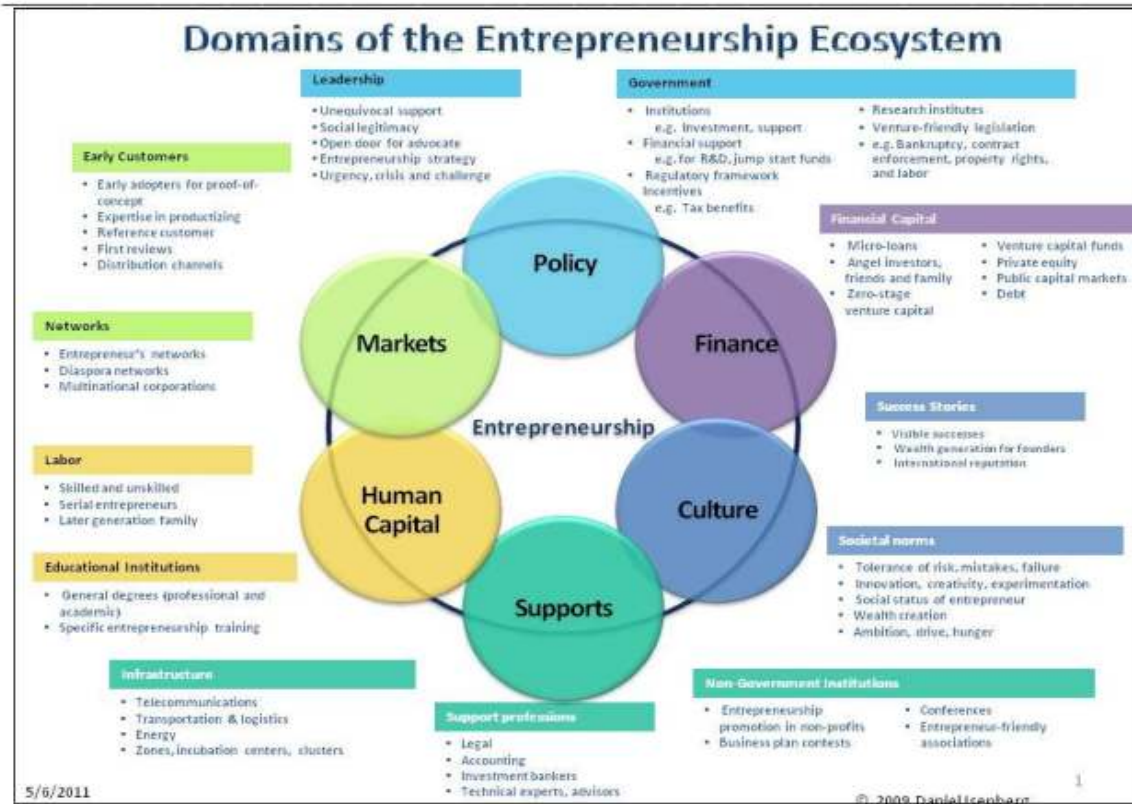 Domains of the Entrepreneurship Ecosystem
Leadership
• Unequivocal support
• Social legitimacy
• Open door for advocate
• Entrepreneurship strategy
• Urgency, crisis and challenge
Government
• Institutions
e.g. Investment, support
• Financial support
e.g. for R&D, jump start funds
• Regulatory framework
Incentives
e.g. Tax benefits
• Research institutes
• Venture-friendly legislation
• e.g. Bankruptcy, contract
enforcement, property rights,
and labor
Early Customers
• Early adopters for proof-of-
concept
• Expertise in productizing
• Reference customer
• First reviews
• Distribution channels
Financial Capital
• Micro-loans
• Angel investors,
friends and family
• Zero-stage
venture capital
• Venture capital funds
• Private equity
• Public capital markets
• Debt
Networks
• Entrepreneur's networks
• Diaspora networks
• Multinational corporations
Policy
Markets
Finance
Entrepreneurship
Human
Capital
Culture
Supports
Success Stories
• Visible successes
• Wealth generation for founders
• International reputation
Labor
• Skilled and unskilled
• Serial entrepreneurs
• Later generation family
Societal norms
• Tolerance of risk, mistakes, failure
• Innovation, creativity, experimentation
• Social status of entrepreneur
• Wealth creation
• Ambition, drive, hunger
Educational Institutions
• General degrees (professional and
academic)
• Specific entrepreneurship training
Infrastructure
• Telecommunications
• Transportation & logistics
• Energy
• Zones, incubation centers, clusters
Support professions
• Legal
• Accounting
• Investment bankers
• Technical experts, advisors
Non-Government Institutions
• Entrepreneurship
promotion in non-profits
• Business plan contests
• Conferences
• Entrepreneur-friendly
associations
5/6/2011
1
© 2009 Daniel Isenberg